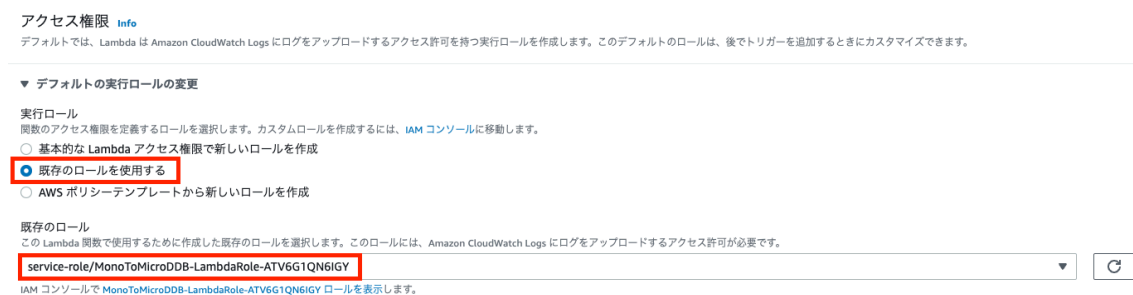 アクセス権限 Info
デフォルトでは、Lambda は Amazon CloudWatch Logs にログをアップロードするアクセス許可を持つ実行ロールを作成します。このデフォルトのロールは、後でトリガーを追加するときにカスタマイズできます。
▼ デフォルトの実行ロールの変更
実行ロール
関数のアクセス権限を定義するロールを選択します。カスタムロールを作成するには、IAM コンソールに移動します。
基本的な Lambda アクセス権限で新しいロールを作成
既存のロールを使用する
AWS ポリシーテンプレートから新しいロールを作成
既存のロール
この Lambda 関数で使用するために作成した既存のロールを選択します。このロールには、Amazon CloudWatch Logs にログをアップロードするアクセス許可が必要です。
service-role/MonoToMicroDDB-LambdaRole-ATV6G1QN6IGY
IAM コンソールで MonoToMicroDDB-LambdaRole-ATV6G1QN6IGY ロールを表示します。